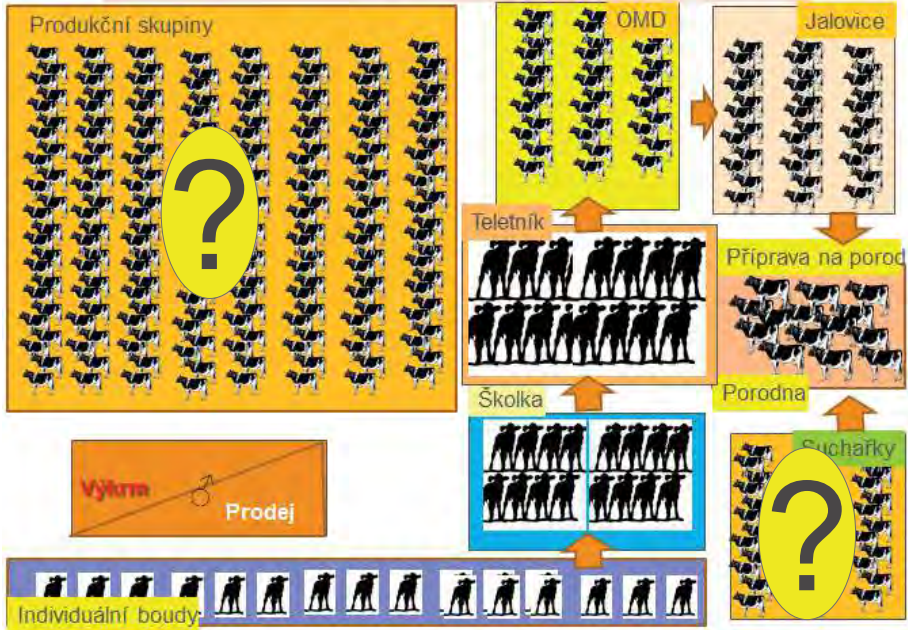 Produkční skupiny
?
OMD
Jalovice
Teletník
Příprava na porod
Školka
Porodna
Suchařky
?
Výkrm
♂
Prodej
Individuální boudy